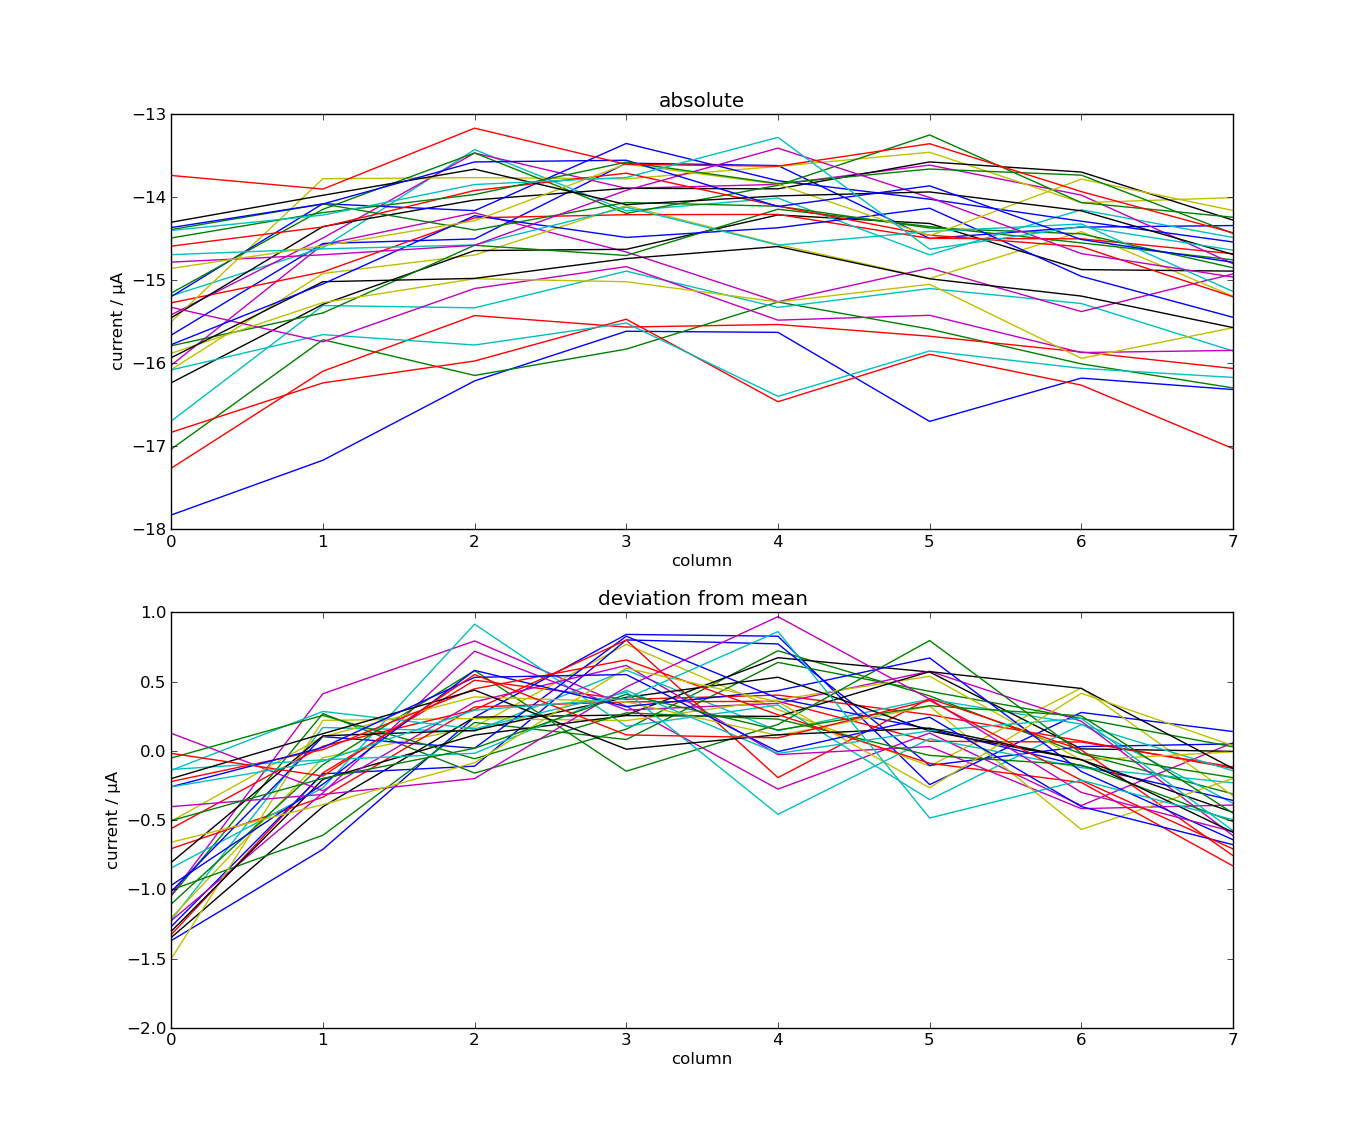 absolute
−13
−14
−15
−16
−17
−18
current / µA
0 1 2 3 4 5 6 7
column
deviation from mean
1.0
0.5
0.0
−0.5
−1.0
−1.5
−2.0
current / µA
0 1 2 3 4 5 6 7
column